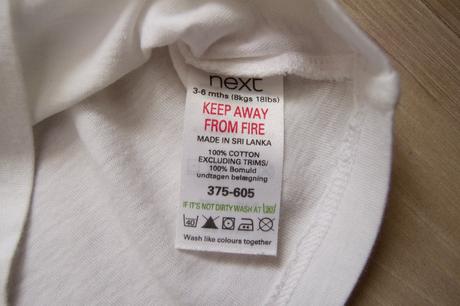 next
3-6 mths (8kgs 18lbs)
KEEP AWAY
FROM FIRE
MADE IN SRI LANKA
100% COTTON
EXCLUDING TRIMS/
100% Bomuld
undtagen belægning
375-605
IF IT'S NOT DIRTY WASH AT 30°
40°
Wash like colours together